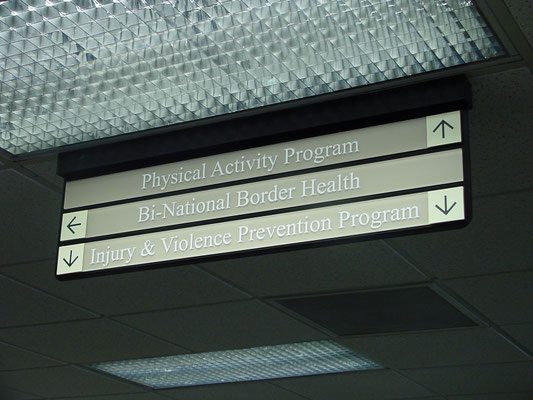 Physical Activity Program ↑
← Bi-National Border Health
↓ Injury & Violence Prevention Program ↓